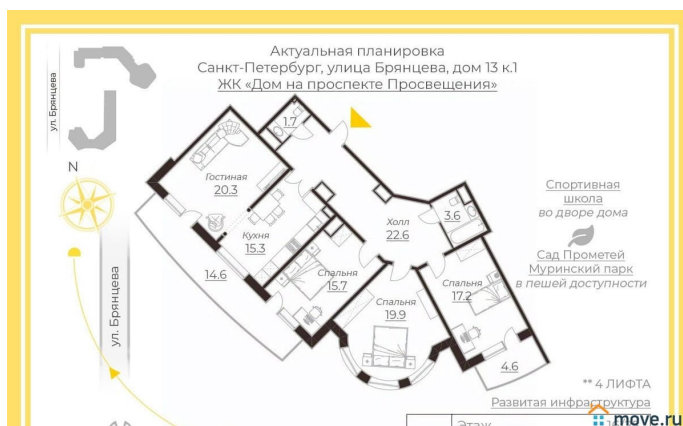 Актуальная планировка
Санкт-Петербург, улица Брянцева, дом 13 к.1
ЖК «Дом на проспекте Просвещения»
ул. Брянцева
N
ул. Брянцева
1.7
Гостиная
20.3
Кухня
15.3
14.6
Холл
22.6
3.6
Спальня
15.7
Спальня
19.9
Спальня
17.2
4.6
Спортивная
школа
во дворе дома
Сад Прометей
Муринский парк
в пешей доступности
** 4 ЛИФТА
Развитая инфраструктура
Этаж
move.ru